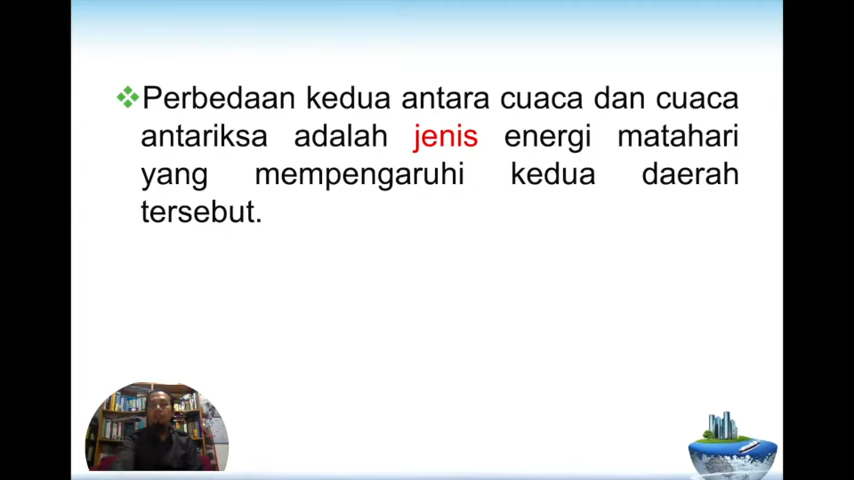 Perbedaan kedua antara cuaca dan cuaca
antariksa adalah jenis energi matahari
yang mempengaruhi kedua daerah
tersebut.